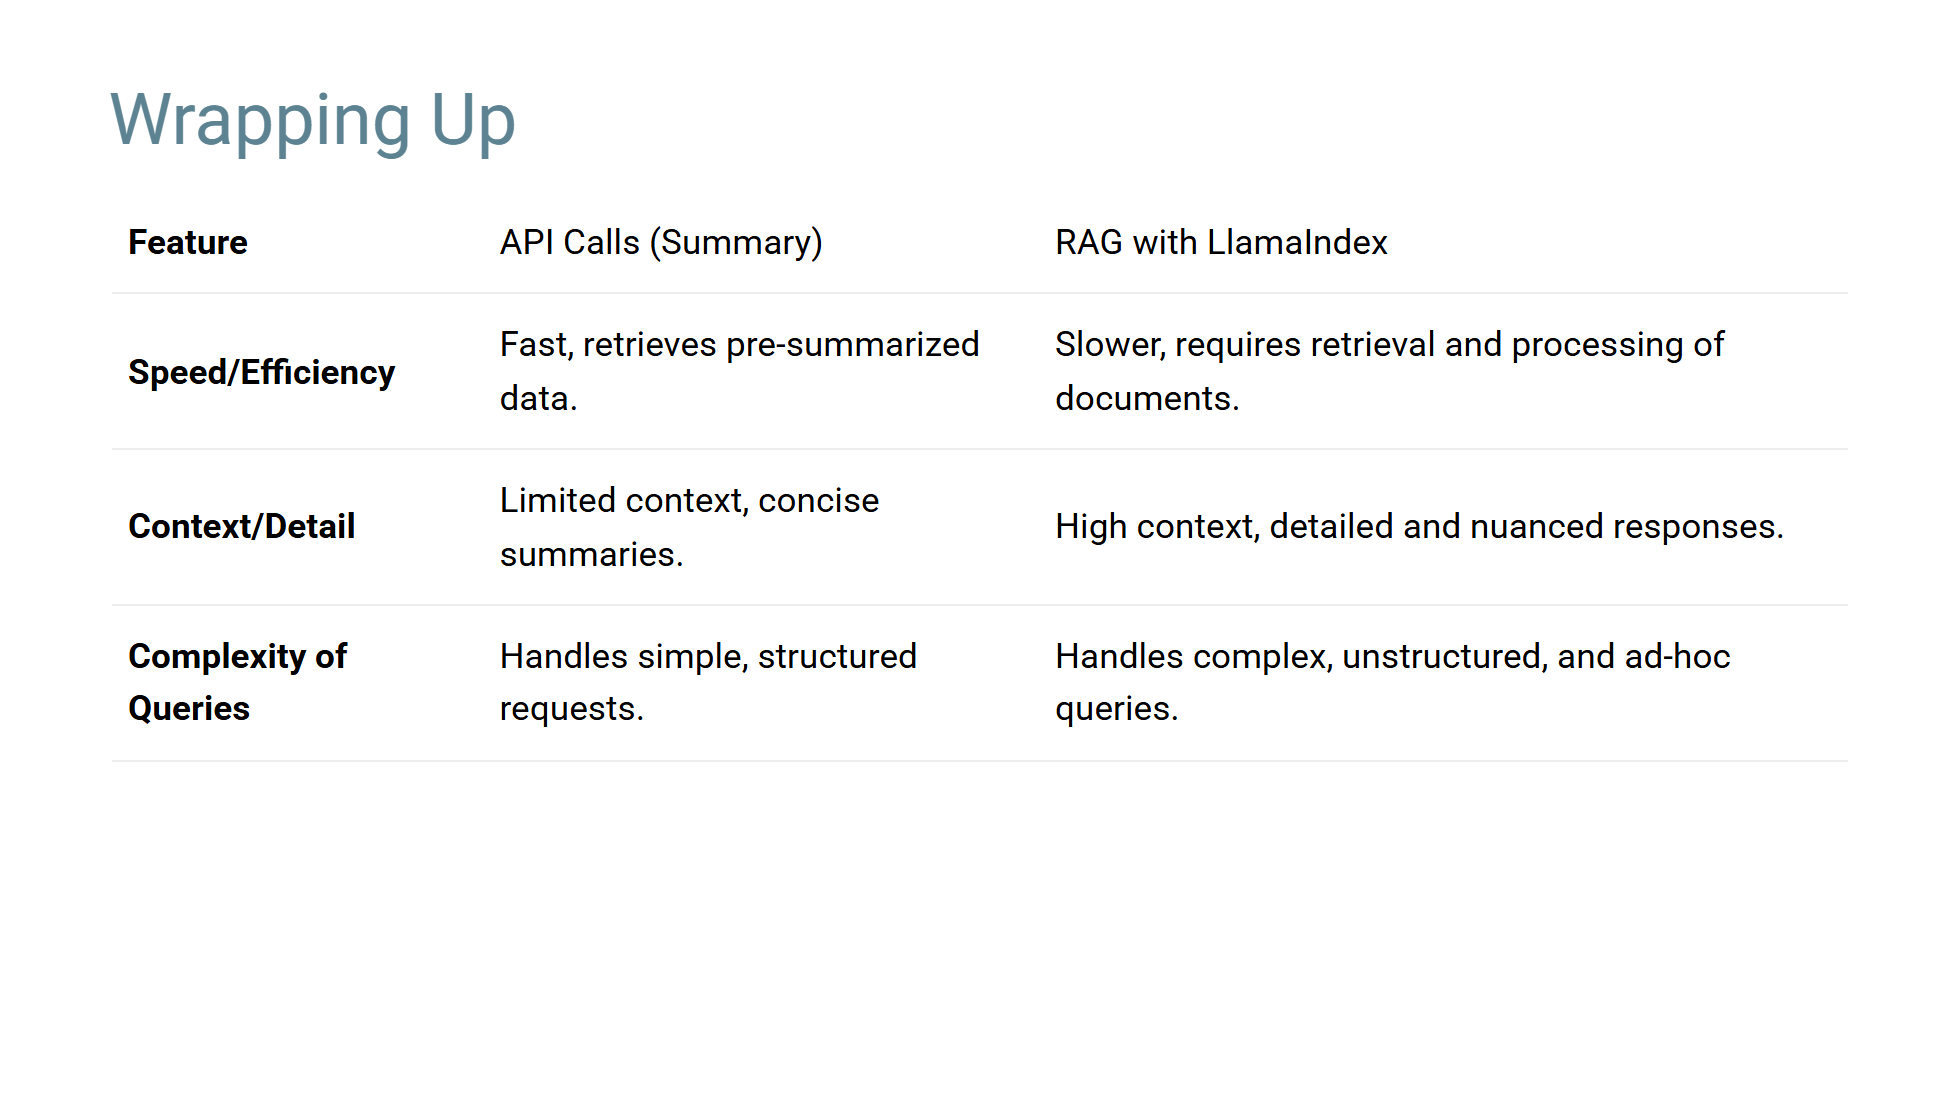 Wrapping Up
Feature
API Calls (Summary)
RAG with LlamaIndex
Speed/Efficiency
Fast, retrieves pre-summarized
data.
Slower, requires retrieval and processing of
documents.
Context/Detail
Limited context, concise
summaries.
High context, detailed and nuanced responses.
Complexity of
Queries
Handles simple, structured
requests.
Handles complex, unstructured, and ad-hoc
queries.